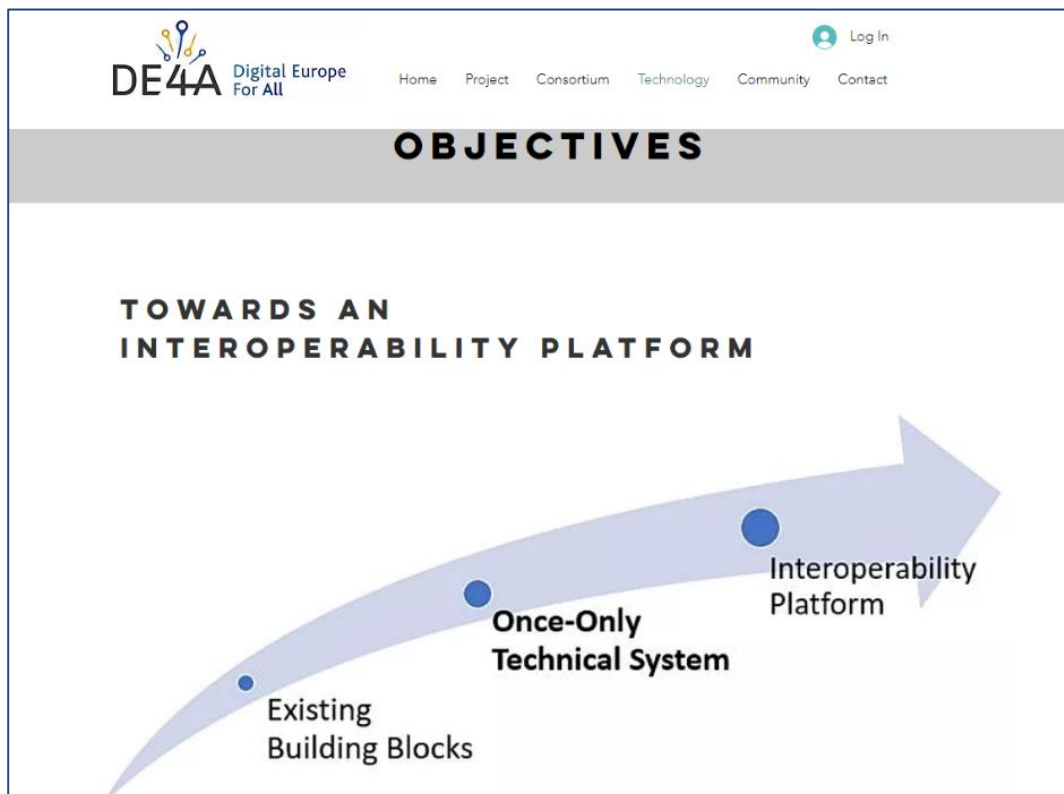 Log In
DE4A Digital Europe
For All
Home Project Consortium Technology Community Contact
OBJECTIVES
TOWARDS AN
INTEROPERABILITY PLATFORM
Interoperability
Platform
Once-Only
Technical System
Existing
Building Blocks